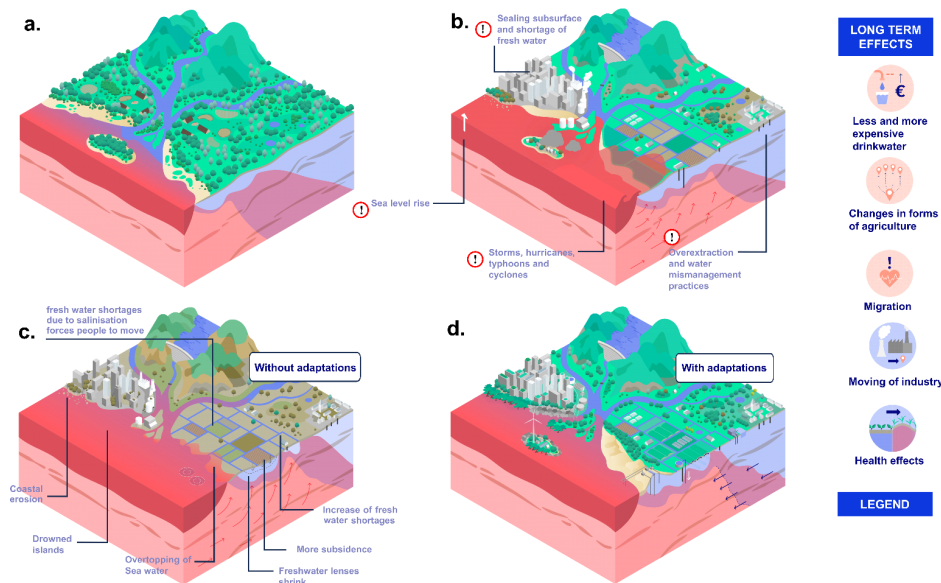 a.
Sea level rise
b.
Sealing subsurface
and shortage of
fresh water
Storms, hurricanes,
typhoons and
cyclones
Overextraction
and water
mismanagement
practices
c.
fresh water shortages
due to salinisation
forces people to move
Without adaptations
Coastal
erosion
Drowned
islands
Overtopping of
Sea water
Freshwater lenses
shrink
More subsidence
Increase of fresh
water shortages
d.
With adaptations
LONG TERM
EFFECTS
€
Less and more
expensive
drinkwater
Changes in forms
of agriculture
Migration
Moving of industry
Health effects
LEGEND